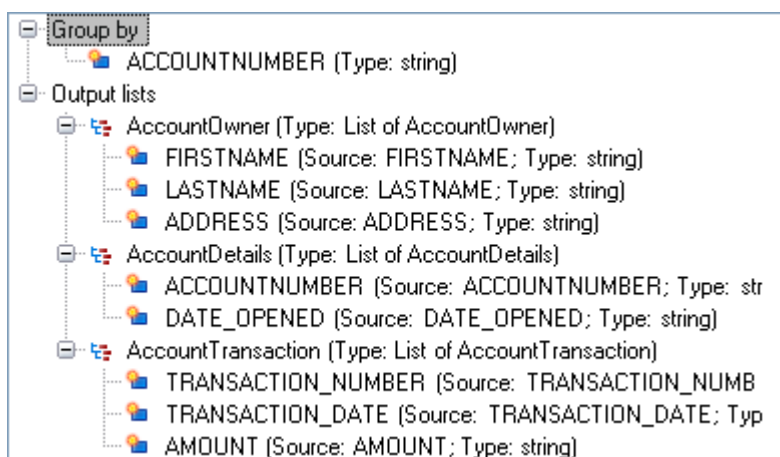 Group by
ACCOUNTNUMBER (Type: string)
Output lists
AccountOwner (Type: List of AccountOwner)
FIRSTNAME (Source: FIRSTNAME; Type: string)
LASTNAME (Source: LASTNAME; Type: string)
ADDRESS (Source: ADDRESS; Type: string)
AccountDetails (Type: List of AccountDetails)
ACCOUNTNUMBER (Source: ACCOUNTNUMBER; Type: str
DATE_OPENED (Source: DATE_OPENED; Type: string)
AccountTransaction (Type: List of AccountTransaction)
TRANSACTION_NUMBER (Source: TRANSACTION_NUMB
TRANSACTION_DATE (Source: TRANSACTION_DATE; Typ
AMOUNT (Source: AMOUNT; Type: string)